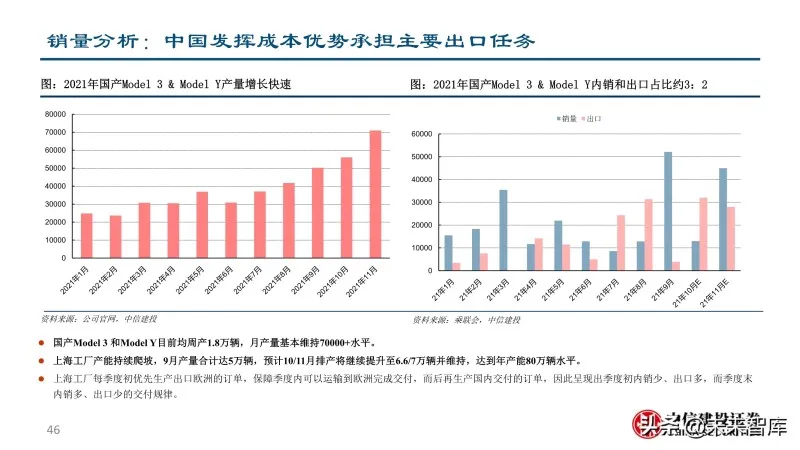 销量分析：中国发挥成本优势承担主要出口任务
图：2021年国产Model 3 & Model Y产量增长快速
80000
70000
60000
50000
40000
30000
20000
10000
0
2021年1月
2021年2月
2021年3月
2021年4月
2021年5月
2021年6月
2021年7月
2021年8月
2021年9月
2021年10月
2021年11月
资料来源：公司官网，中信建投
图：2021年国产Model 3 & Model Y内销和出口占比约3：2
销量 出口
60000
50000
40000
30000
20000
10000
0
21年1月
21年2月
21年3月
21年4月
21年5月
21年6月
21年7月
21年8月
21年9月
21年10月E
21年11月E
资料来源：乘联会，中信建投
国产Model 3 和Model Y目前均周产1.8万辆，月产量基本维持70000+水平。
上海工厂产能持续爬坡，9月产量合计达5万辆，预计10/11月排产将继续提升至6.6/7万辆并维持，达到年产能80万辆水平。
上海工厂每季度初优先生产出口欧洲的订单，保障季度内可以运输到欧洲完成交付，而后再生产国内交付的订单，因此呈现出季度初内销少、出口多，而季度末
内销多、出口少的交付规律。
46
头条@未来智库